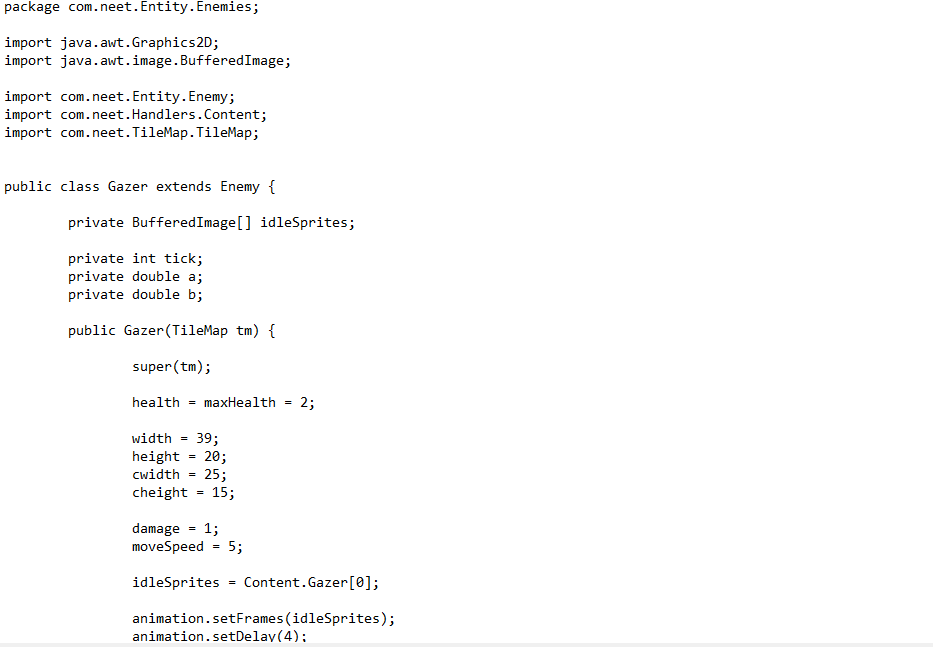 package com.neet.Entity.Enemies;
import java.awt.Graphics2D;
import java.awt.image.BufferedImage;
import com.neet.Entity.Enemy;
import com.neet.Handlers.Content;
import com.neet.TileMap.TileMap;
public class Gazer extends Enemy {
private BufferedImage[] idleSprites;
private int tick;
private double a;
private double b;
public Gazer(TileMap tm) {
super(tm);
health = maxHealth = 2;
width = 39;
height = 20;
cwidth = 25;
cheight = 15;
damage = 1;
moveSpeed = 5;
idleSprites = Content.Gazer[0];
animation.setFrames(idleSprites);
animation.setDelay(4);